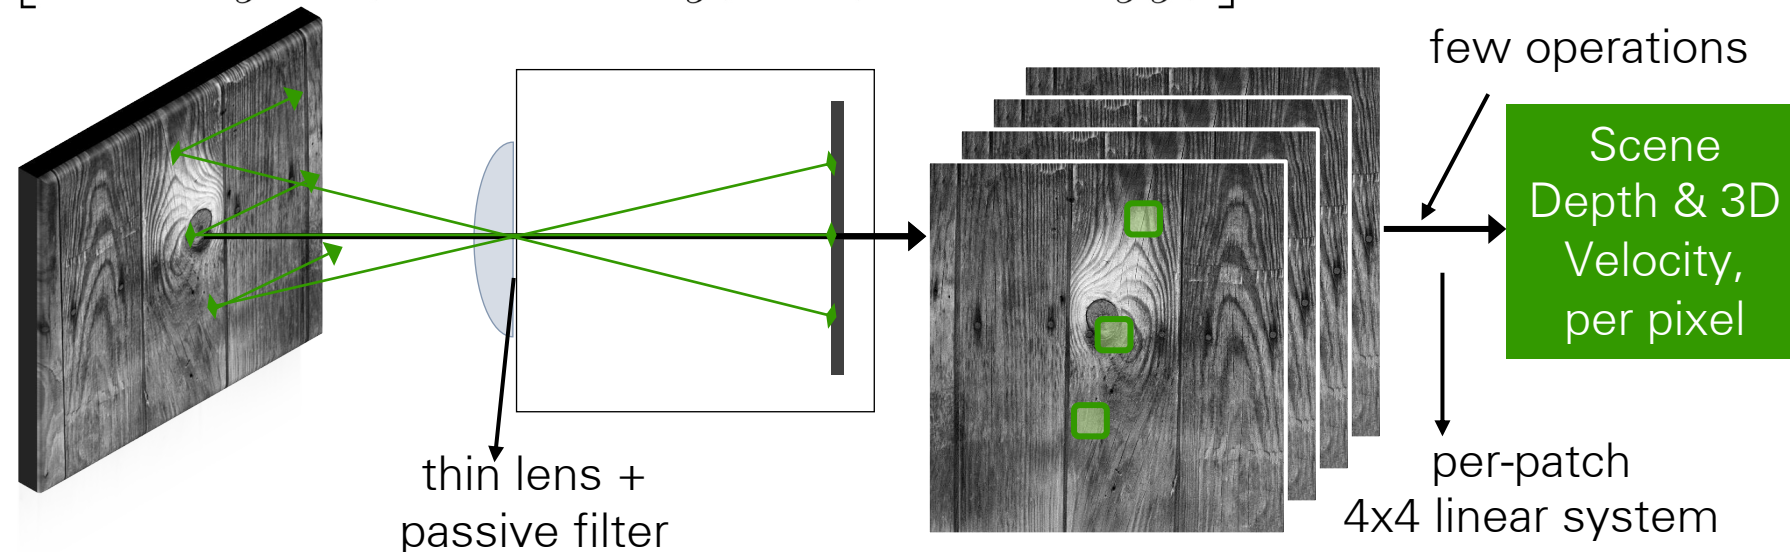 few operations
Scene
Depth & 3D
Velocity,
per pixel
thin lens +
passive filter
per-patch
4x4 linear system